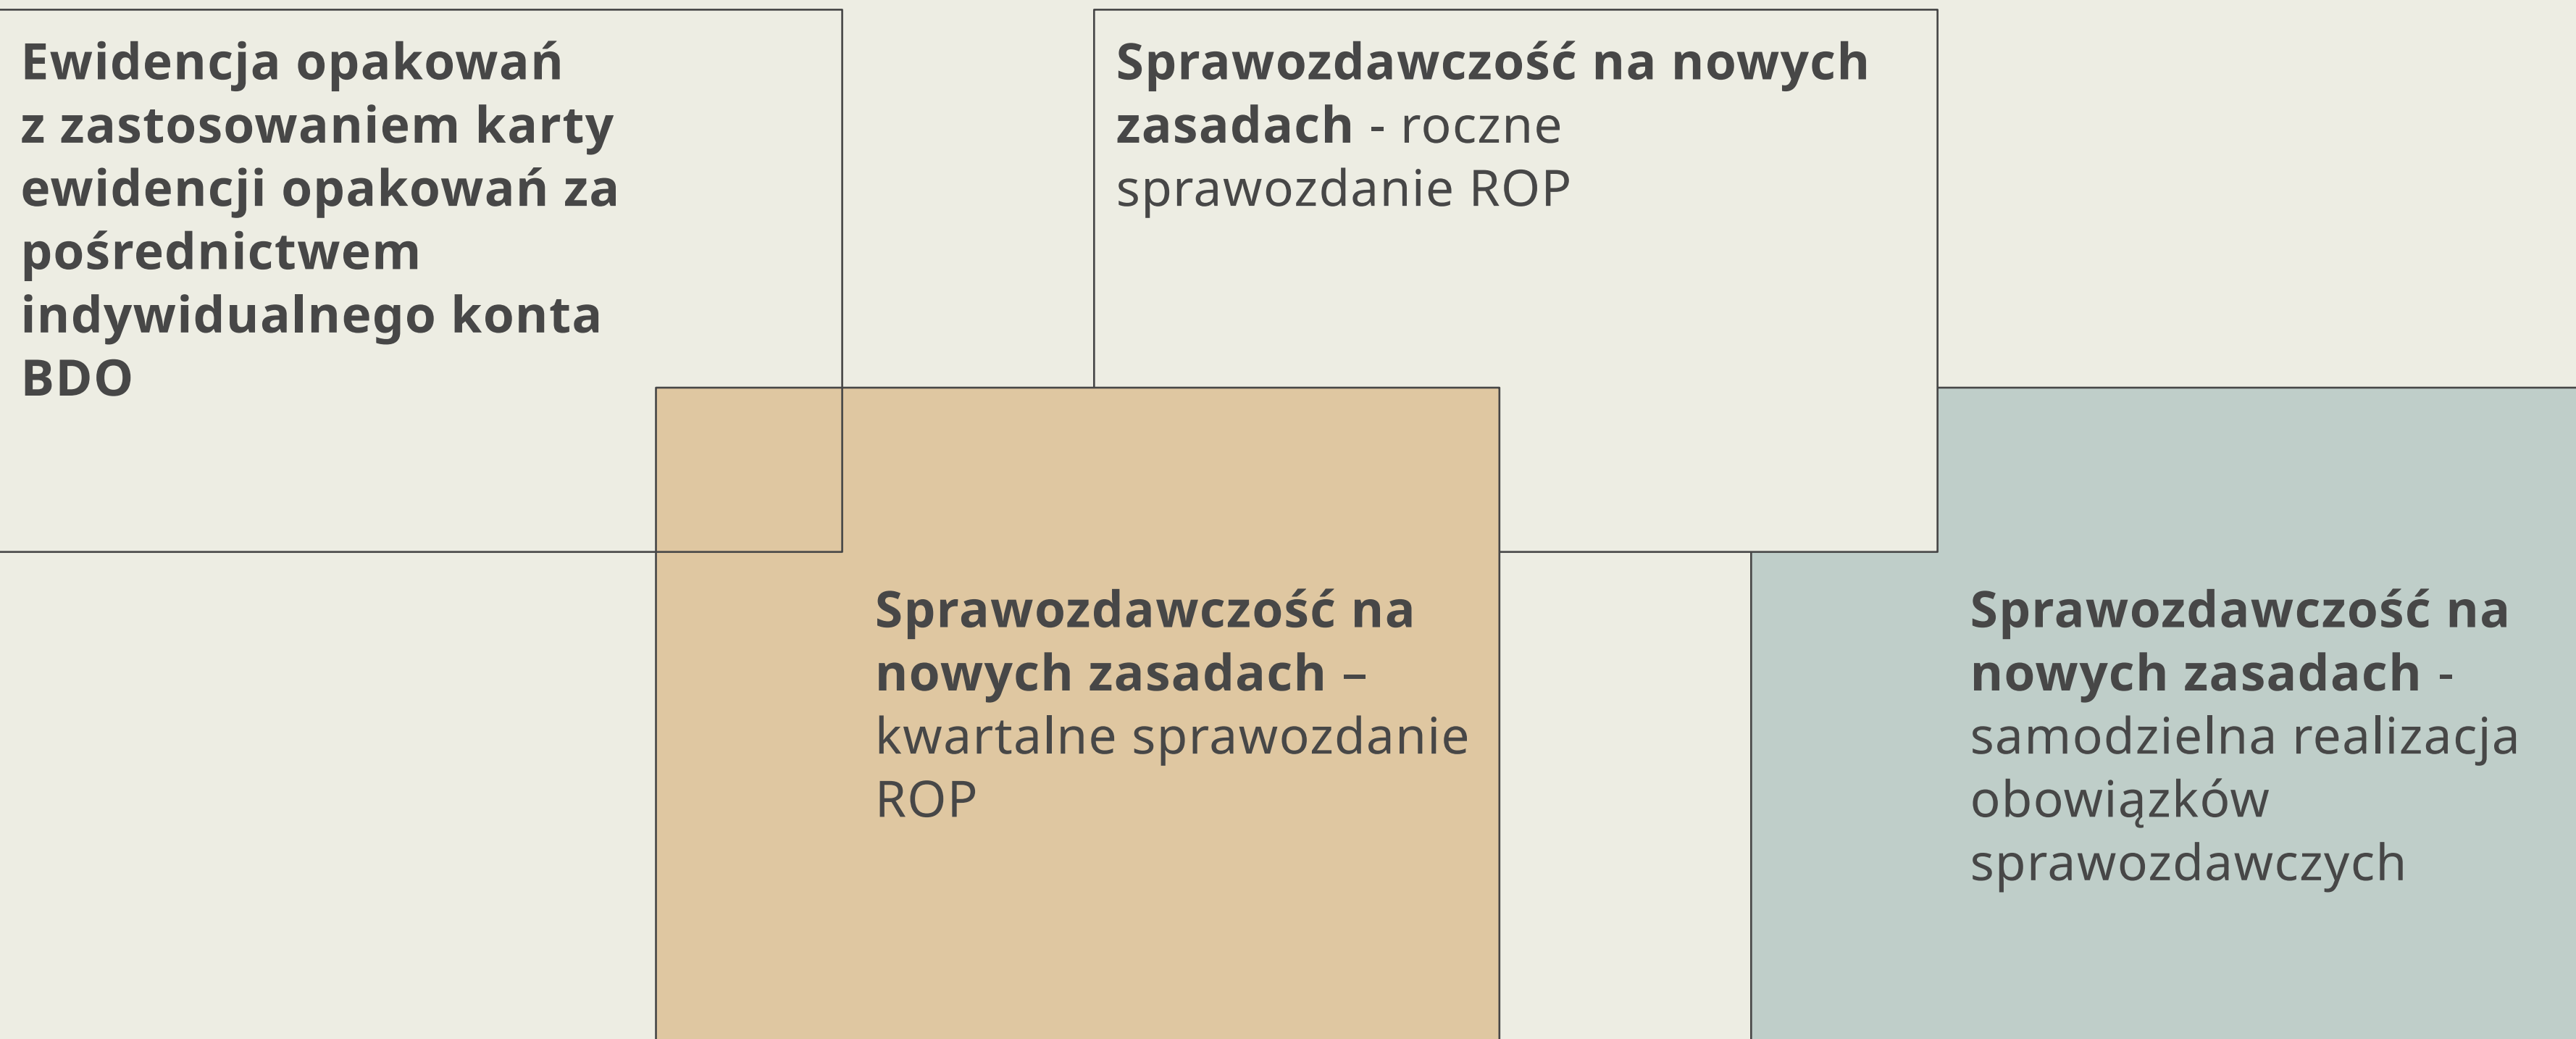 Ewidencja opakowań
z zastosowaniem karty
ewidencji opakowań za
pośrednictwem
indywidualnego konta
BDO
Sprawozdawczość na
nowych zasadach –
kwartalne sprawozdanie
ROP
Sprawozdawczość na nowych
zasadach - roczne
sprawozdanie ROP
Sprawozdawczość na
nowych zasadach -
samodzielna realizacja
obowiązków
sprawozdawczych